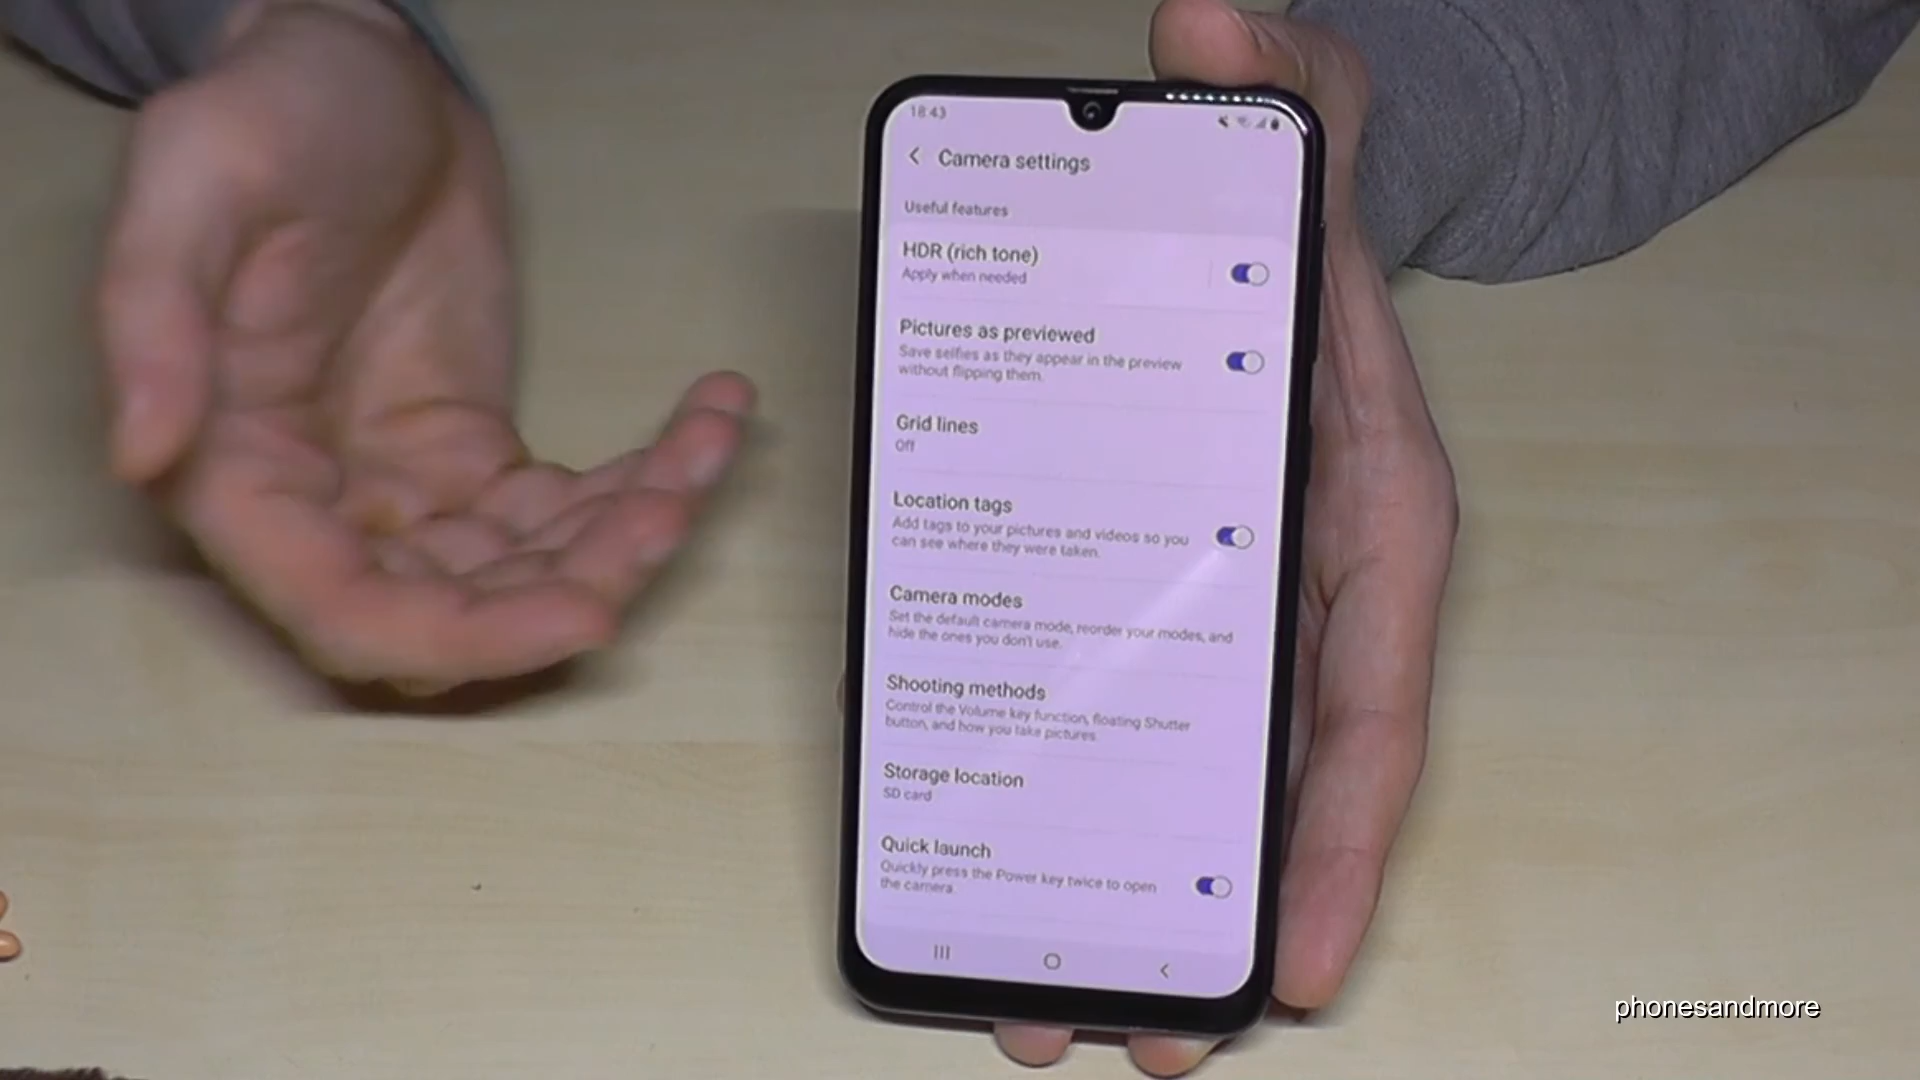 18:43
Camera settings
Useful features
HDR (rich tone)
Apply when needed
Pictures as previewed
Save selfies as they appear in the preview
without flipping them.
Grid lines
Off
Location tags
Add tags to your pictures and videos so you
can see where they were taken.
Camera modes
Set the default camera mode, reorder your modes, and
hide the ones you don't use.
Shooting methods
Control the Volume key function, floating Shutter
button, and how you take pictures.
Storage location
SD card
Quick launch
Quickly press the Power key twice to open
the camera.
phonesandmore